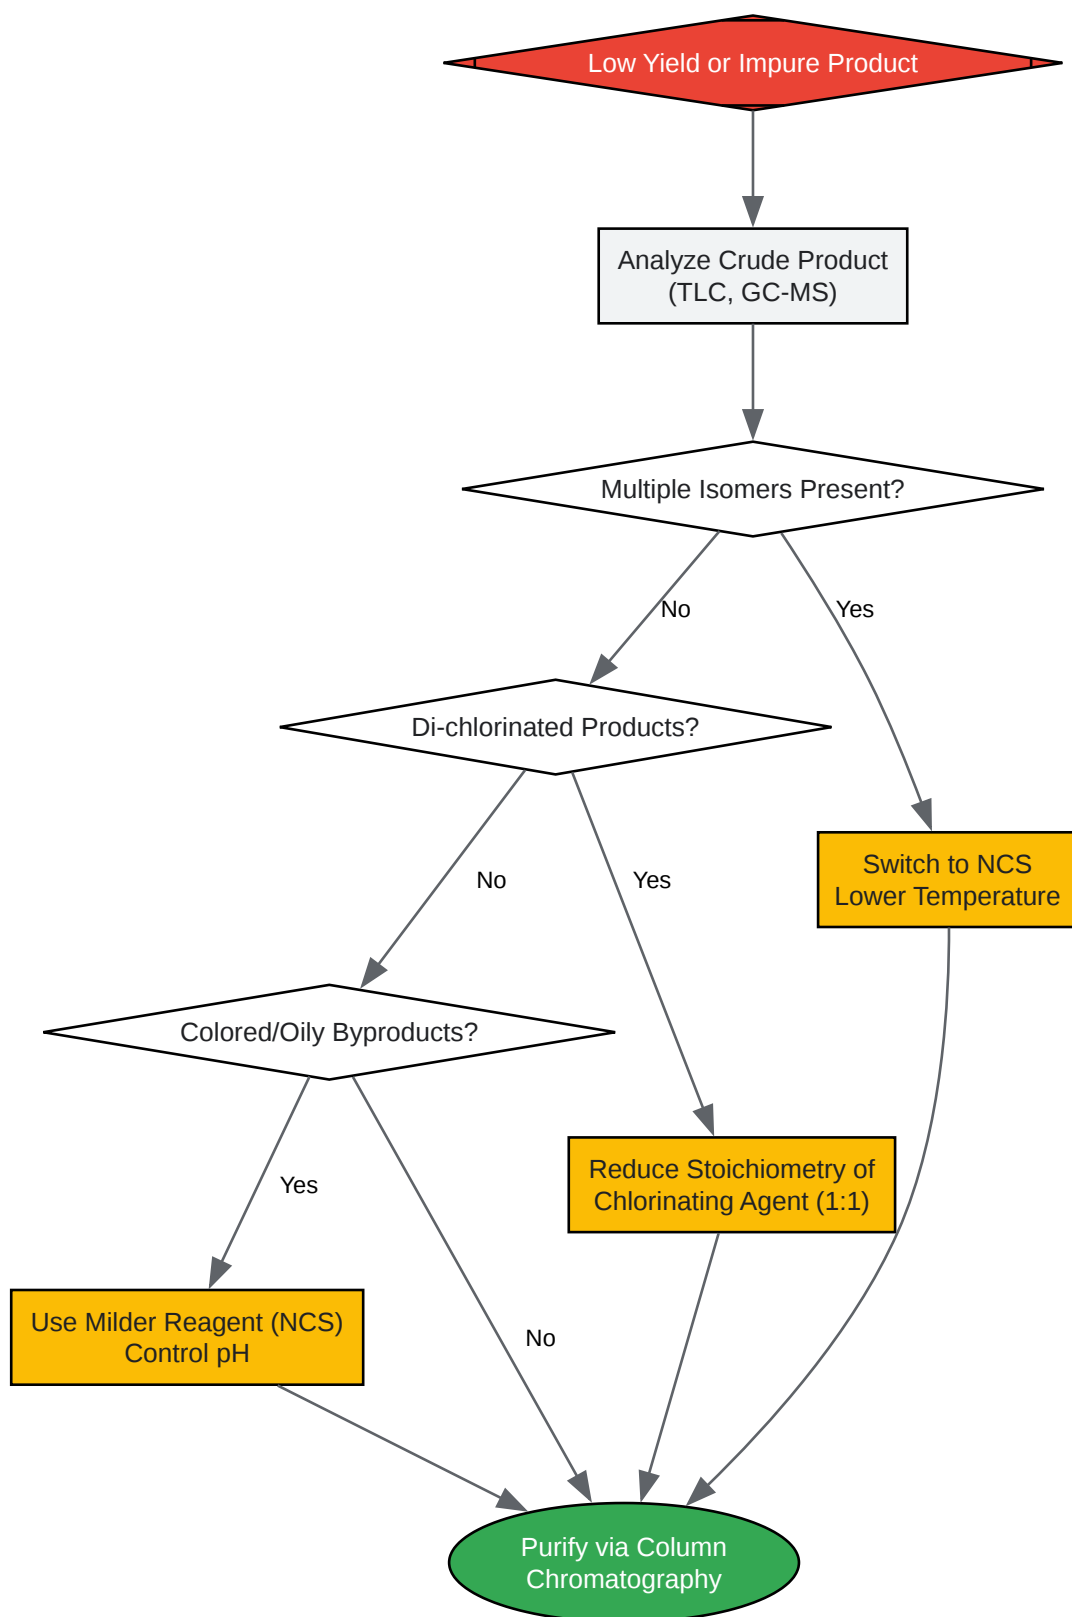 Low Yield or Impure Product
Analyze Crude Product
(TLC, GC-MS)
Multiple Isomers Present?
No
Yes
Di-chlorinated Products?
Switch to NCS
Lower Temperature
No
Yes
Colored/Oily Byproducts?
Reduce Stoichiometry of
Chlorinating Agent (1:1)
Yes
Use Milder Reagent (NCS)
Control pH
No
Purify via Column
Chromatography